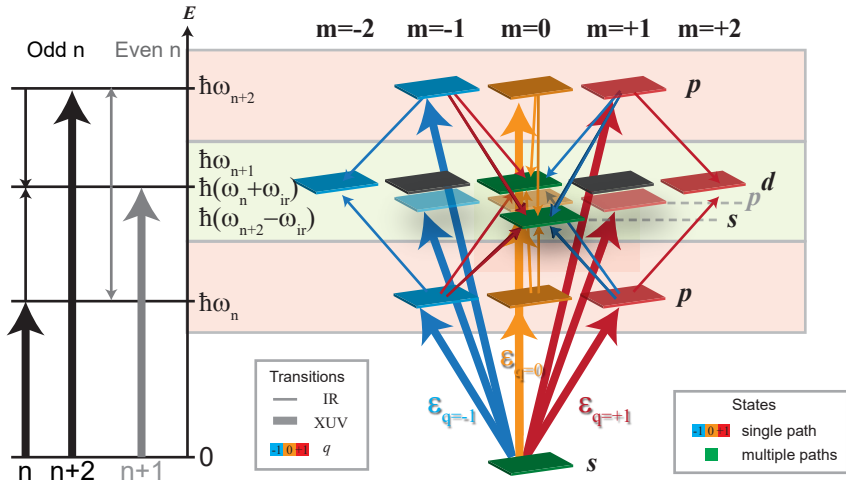 E
m=-2 m=-1 m=0 m=+1 m=+2
Odd n Even n
ħω_{n+2}
p
ħω_{n+1}
ħ(ω_n+ω_{ir})
d
p
ħ(ω_{n+2}−ω_{ir})
s
ħω_n
p
ε_{q=0}
ε_{q=-1}
ε_{q=+1}
Transitions
IR
XUV
-1 0 +1 q
States
-1 0 +1 single path
multiple paths
0
s
n n+2 n+1